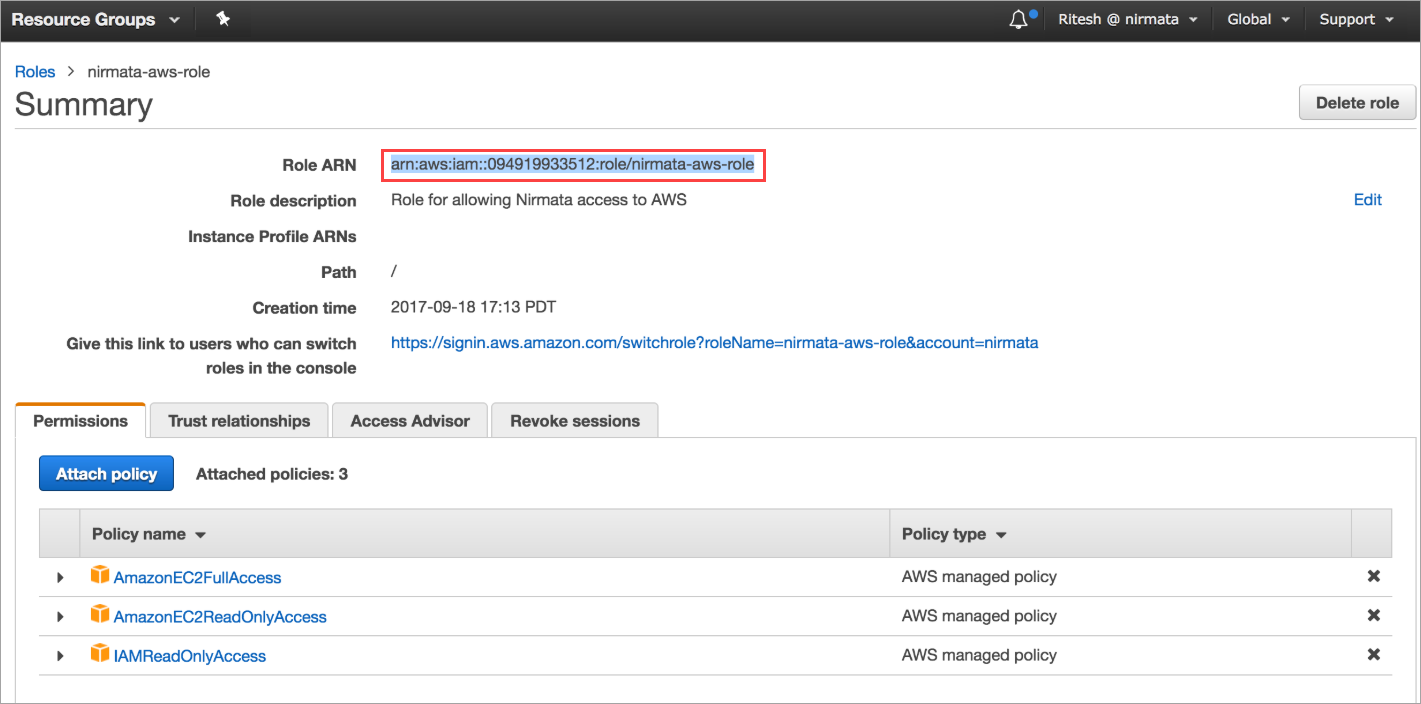 Resource Groups
Ritesh @ nirmata
Global
Support
Roles > nirmata-aws-role
Summary
Delete role
Role ARN arn:aws:iam::094919933512:role/nirmata-aws-role
Role description Role for allowing Nirmata access to AWS
Edit
Instance Profile ARNs
Path /
Creation time 2017-09-18 17:13 PDT
Give this link to users who can switch https://signin.aws.amazon.com/switchrole?roleName=nirmata-aws-role&account=nirmata
roles in the console
Permissions
Trust relationships
Access Advisor
Revoke sessions
Attach policy
Attached policies: 3
Policy name
Policy type
AmazonEC2FullAccess AWS managed policy
AmazonEC2ReadOnlyAccess AWS managed policy
IAMReadOnlyAccess AWS managed policy